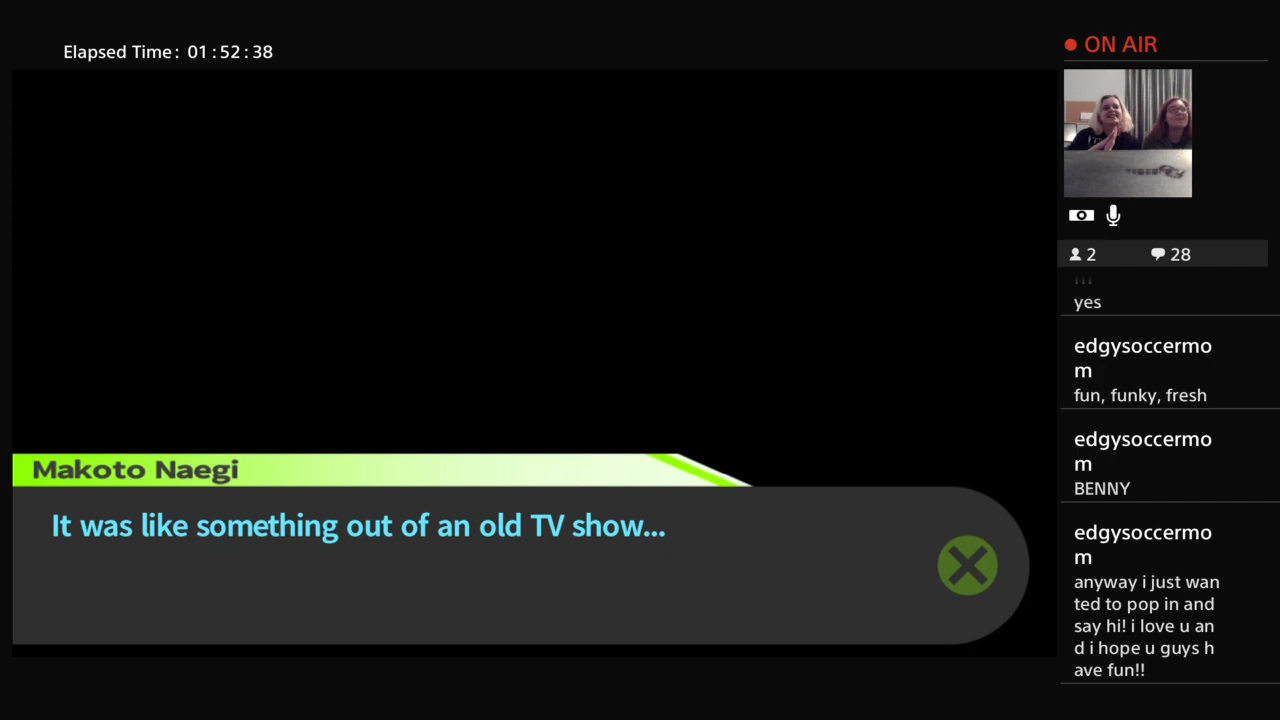 Elapsed Time: 01:52:38
ON AIR
2 28
yes
edgysoccermo
m
fun, funky, fresh
edgysoccermo
m
BENNY
edgysoccermo
m
anyway i just wan
ted to pop in and
say hi! i love u an
d i hope u guys h
ave fun!!
Makoto Naegi
It was like something out of an old TV show...